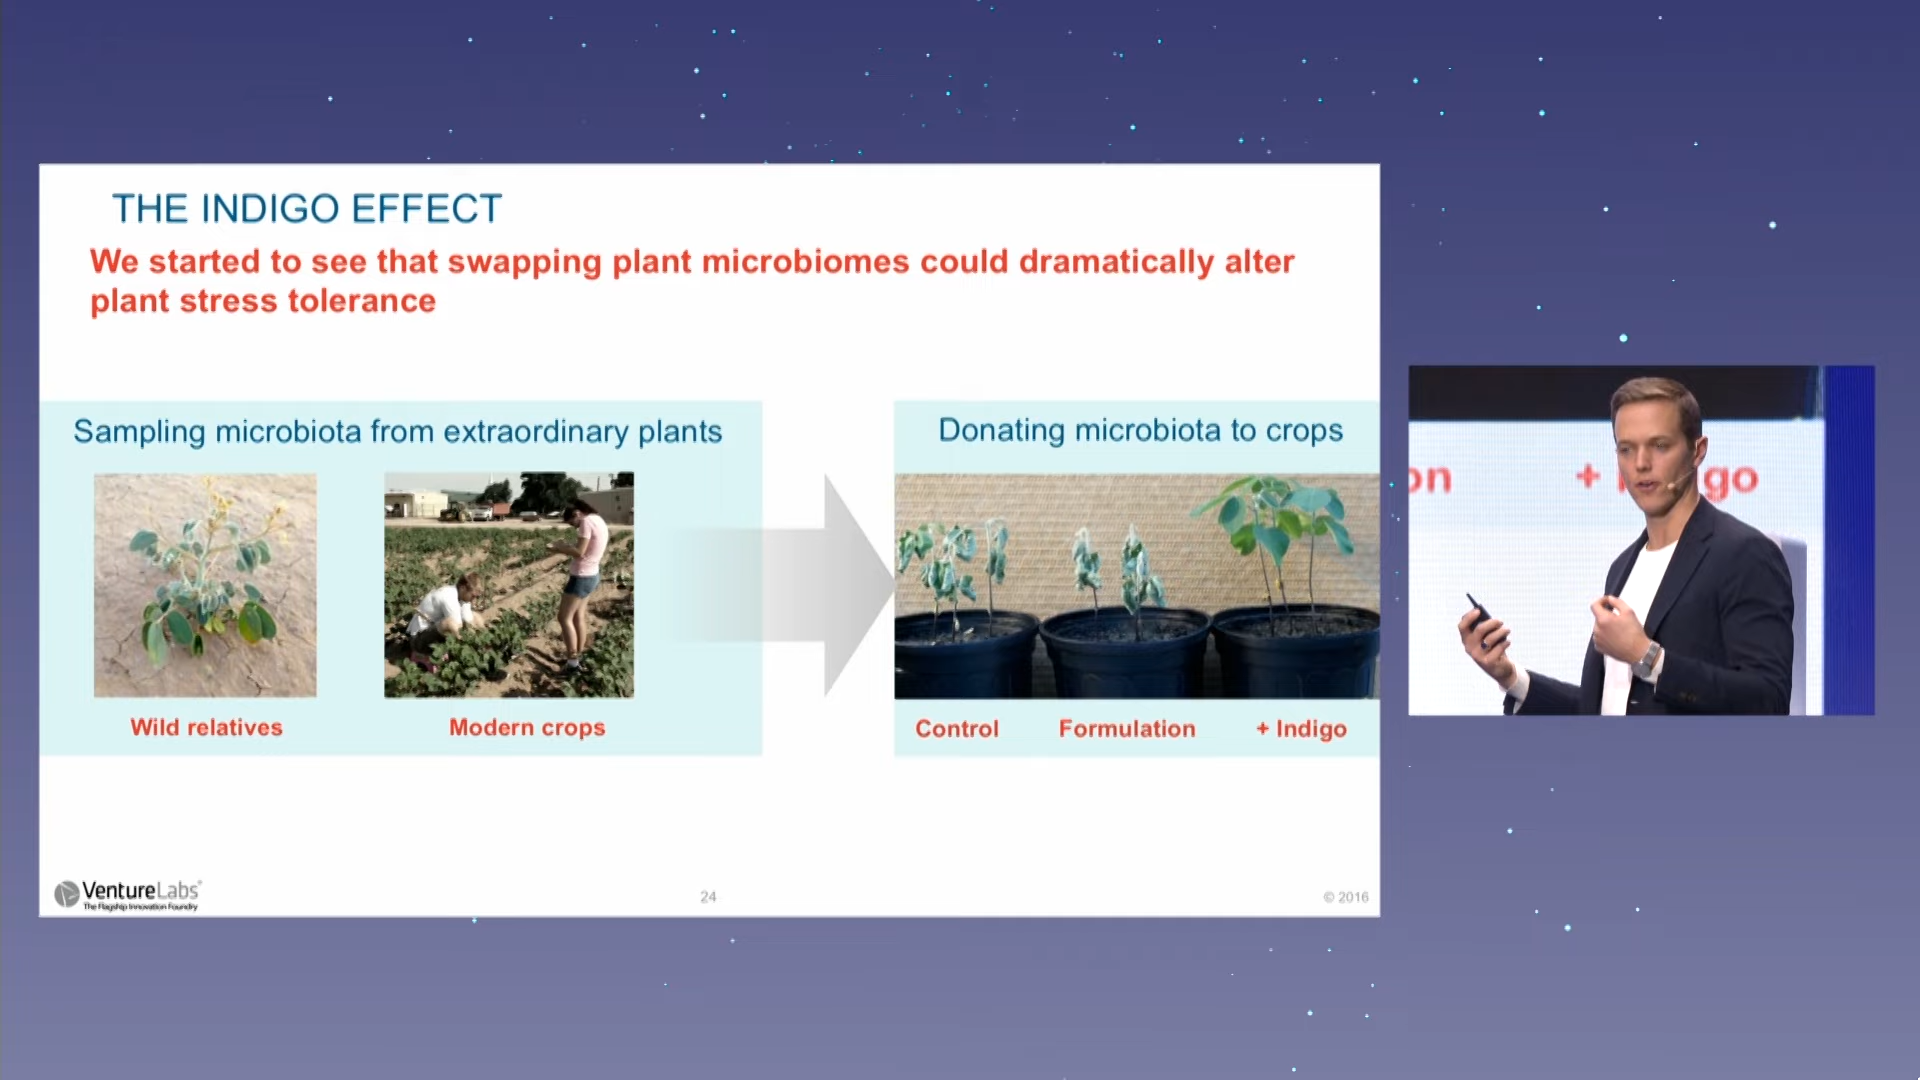 THE INDIGO EFFECT
We started to see that swapping plant microbiomes could dramatically alter
plant stress tolerance
Sampling microbiota from extraordinary plants
Donating microbiota to crops
Wild relatives
Modern crops
Control
Formulation
+ Indigo
on
+ I
go
VentureLabs®
The Flagship Innovation Foundry
24
© 2016